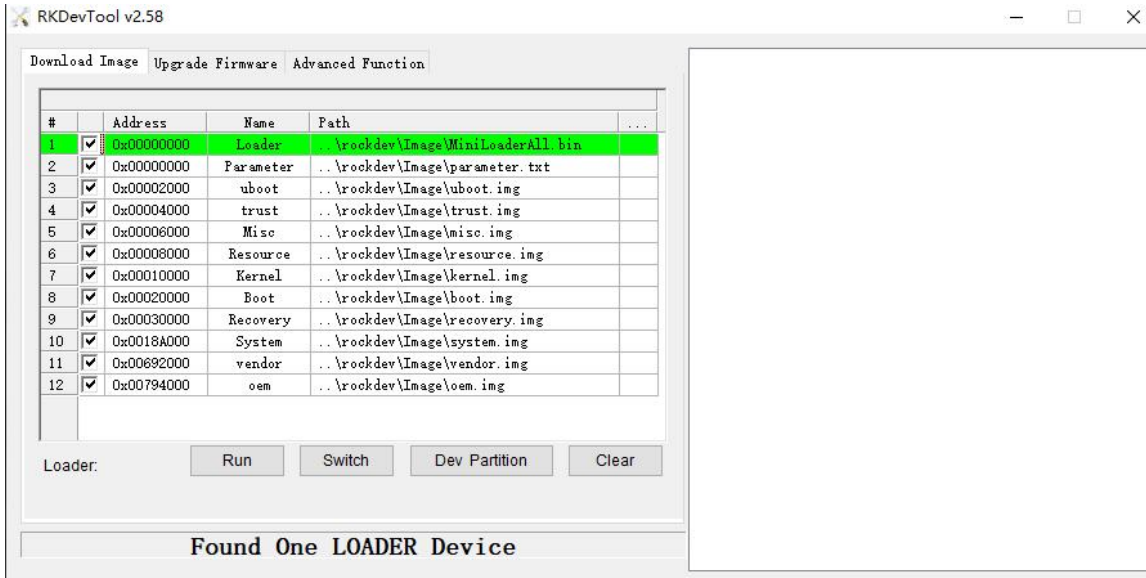 RKDevTool v2.58
Download Image Upgrade Firmware Advanced Function
# Address Name Path ...
1 0x00000000 Loader ..\rockdev\Image\MiniLoaderAll.bin
2 0x00000000 Parameter ..\rockdev\Image\parameter.txt
3 0x00002000 uboot ..\rockdev\Image\uboot.img
4 0x00004000 trust ..\rockdev\Image\trust.img
5 0x00006000 Misc ..\rockdev\Image\misc.img
6 0x00008000 Resource ..\rockdev\Image\resource.img
7 0x00010000 Kernel ..\rockdev\Image\kernel.img
8 0x00020000 Boot ..\rockdev\Image\boot.img
9 0x00030000 Recovery ..\rockdev\Image\recovery.img
10 0x0018A000 System ..\rockdev\Image\system.img
11 0x00692000 vendor ..\rockdev\Image\vendor.img
12 0x00794000 oem ..\rockdev\Image\oem.img
Loader: Run Switch Dev Partition Clear
Found One LOADER Device